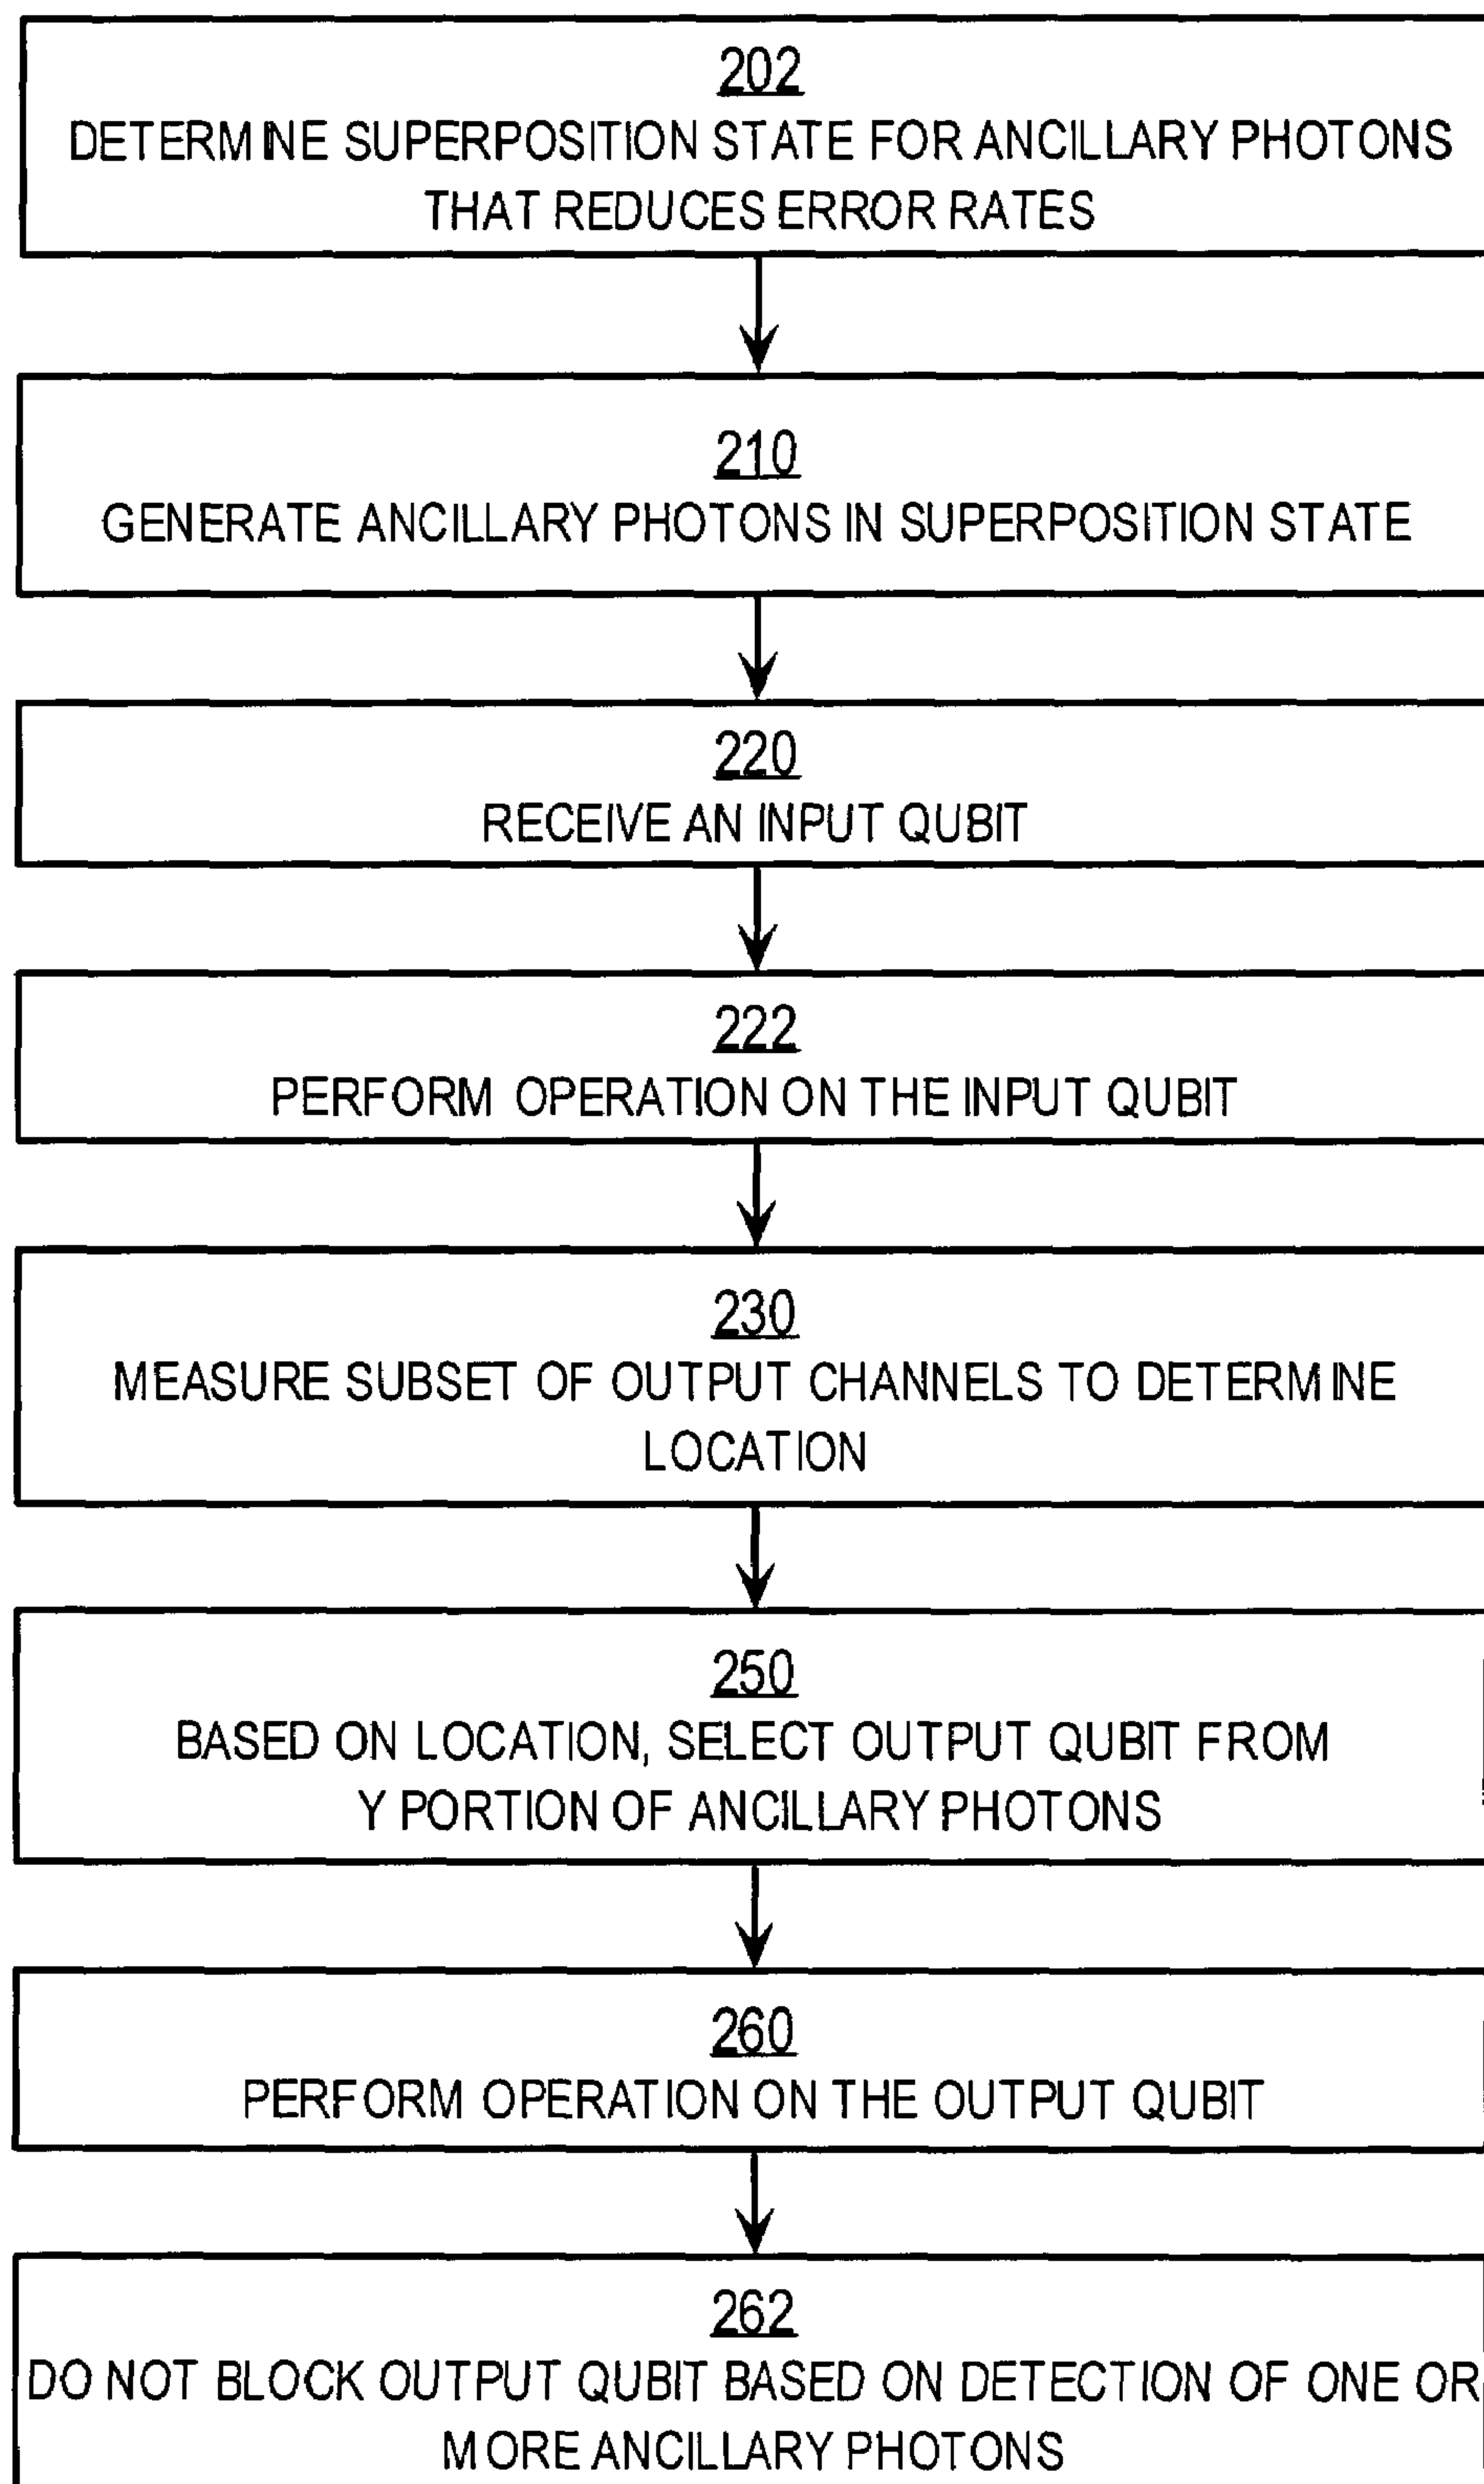 202
DETERMINE SUPERPOSITION STATE FOR ANCILLARY PHOTONS
THAT REDUCES ERROR RATES
210
GENERATE ANCILLARY PHOTONS IN SUPERPOSITION STATE
220
RECEIVE AN INPUT QUBIT
222
PERFORM OPERATION ON THE INPUT QUBIT
230
MEASURE SUBSET OF OUTPUT CHANNELS TO DETERMINE
LOCATION
250
BASED ON LOCATION, SELECT OUTPUT QUBIT FROM
Y PORTION OF ANCILLARY PHOTONS
260
PERFORM OPERATION ON THE OUTPUT QUBIT
262
DO NOT BLOCK OUTPUT QUBIT BASED ON DETECTION OF ONE OR
MORE ANCILLARY PHOTONS